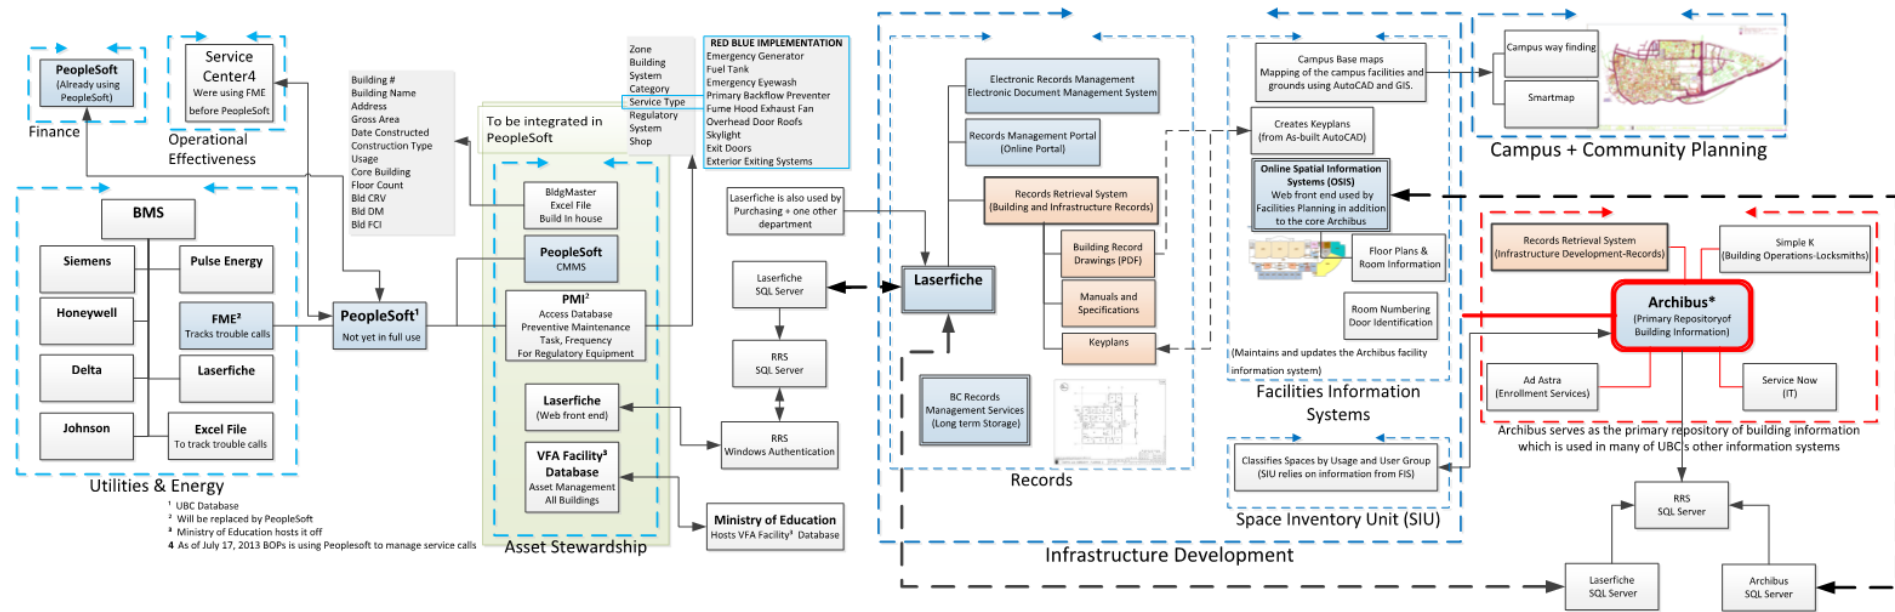 PeopleSoft
(Already using
PeopleSoft)
Finance
Service
Center4
Were using FME
before PeopleSoft
Operational
Effectiveness
BMS
Siemens
Pulse Energy
Honeywell
FME²
Tracks trouble calls
Delta
Laserfiche
Johnson
Excel File
To track trouble calls
Utilities & Energy
¹ UBC Database
² Will be replaced by PeopleSoft
³ Ministry of Education hosts it off
4 As of July 17, 2013 BOPs is using Peoplesoft to manage service calls
PeopleSoft¹
Not yet in full use
Building #
Building Name
Address
Gross Area
Date Constructed
Construction Type
Usage
Core Building
Floor Count
Bld CRV
Bld DM
Bld FCI
To be integrated in
PeopleSoft
BldgMaster
Excel File
Build In house
PeopleSoft
CMMS
PMI²
Access Database
Preventive Maintenance
Task, Frequency
For Regulatory Equipment
Laserfiche
(Web front end)
VFA Facility³
Database
Asset Management
All Buildings
Asset Stewardship
Zone
Building
System
Category
Service Type
Regulatory
System
Shop
RED BLUE IMPLEMENTATION
Emergency Generator
Fuel Tank
Emergency Eyewash
Primary Backflow Preventer
Fume Hood Exhaust Fan
Overhead Door Roofs
Skylight
Exit Doors
Exterior Exiting Systems
Laserfiche is also used by
Purchasing + one other
department
Laserfiche
SQL Server
RRS
SQL Server
RRS
Windows Authentication
Ministry of Education
Hosts VFA Facility³ Database
Electronic Records Management
Electronic Document Management System
Records Management Portal
(Online Portal)
Records Retrieval System
(Building and Infrastructure Records)
Building Record
Drawings (PDF)
Laserfiche
Manuals and
Specifications
Keyplans
BC Records
Management Services
(Long term Storage)
Records
Infrastructure Development
Campus Base maps
Mapping of the campus facilities and
grounds using AutoCAD and GIS.
Creates Keyplans
(from As-built AutoCAD)
Online Spatial Information
Systems (OSIS)
Web front end used by
Facilities Planning in addition
to the core Archibus
Floor Plans &
Room Information
Room Numbering
Door Identification
(Maintains and updates the Archibus facility
information system)
Facilities Information
Systems
Classifies Spaces by Usage and User Group
(SIU relies on information from FIS)
Space Inventory Unit (SIU)
Campus way finding
Smartmap
Campus + Community Planning
Records Retrieval System
(Infrastructure Development-Records)
Simple K
(Building Operations-Locksmiths)
Archibus*
(Primary Repositoryof
Building Information)
Ad Astra
(Enrollment Services)
Service Now
(IT)
Archibus serves as the primary repository of building information
which is used in many of UBC's other information systems
RRS
SQL Server
Laserfiche
SQL Server
Archibus
SQL Server